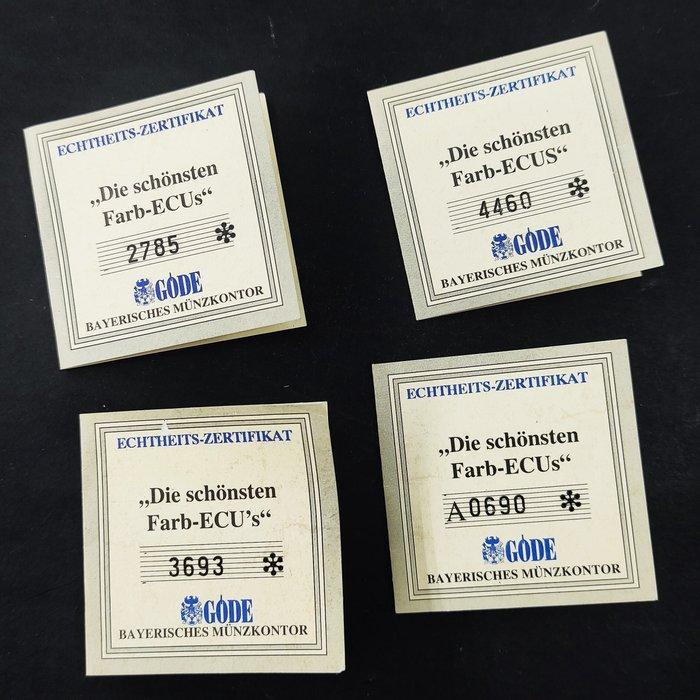 ECHTHEITS-ZERTIFIKAT
„Die schönsten
Farb-ECUs“
2785 *
GÖDE
BAYERISCHES MÜNZKONTOR
ECHTHEITS-ZERTIFIKAT
„Die schönsten
Farb-ECUS“
4460 *
GÖDE
BAYERISCHES MÜNZKONTOR
ECHTHEITS-ZERTIFIKAT
„Die schönsten
Farb-ECU’s“
3693 *
GÖDE
BAYERISCHES MÜNZKONTOR
ECHTHEITS-ZERTIFIKAT
„Die schönsten
Farb-ECUs“
A0690 *
GÖDE
BAYERISCHES MÜNZKONTOR